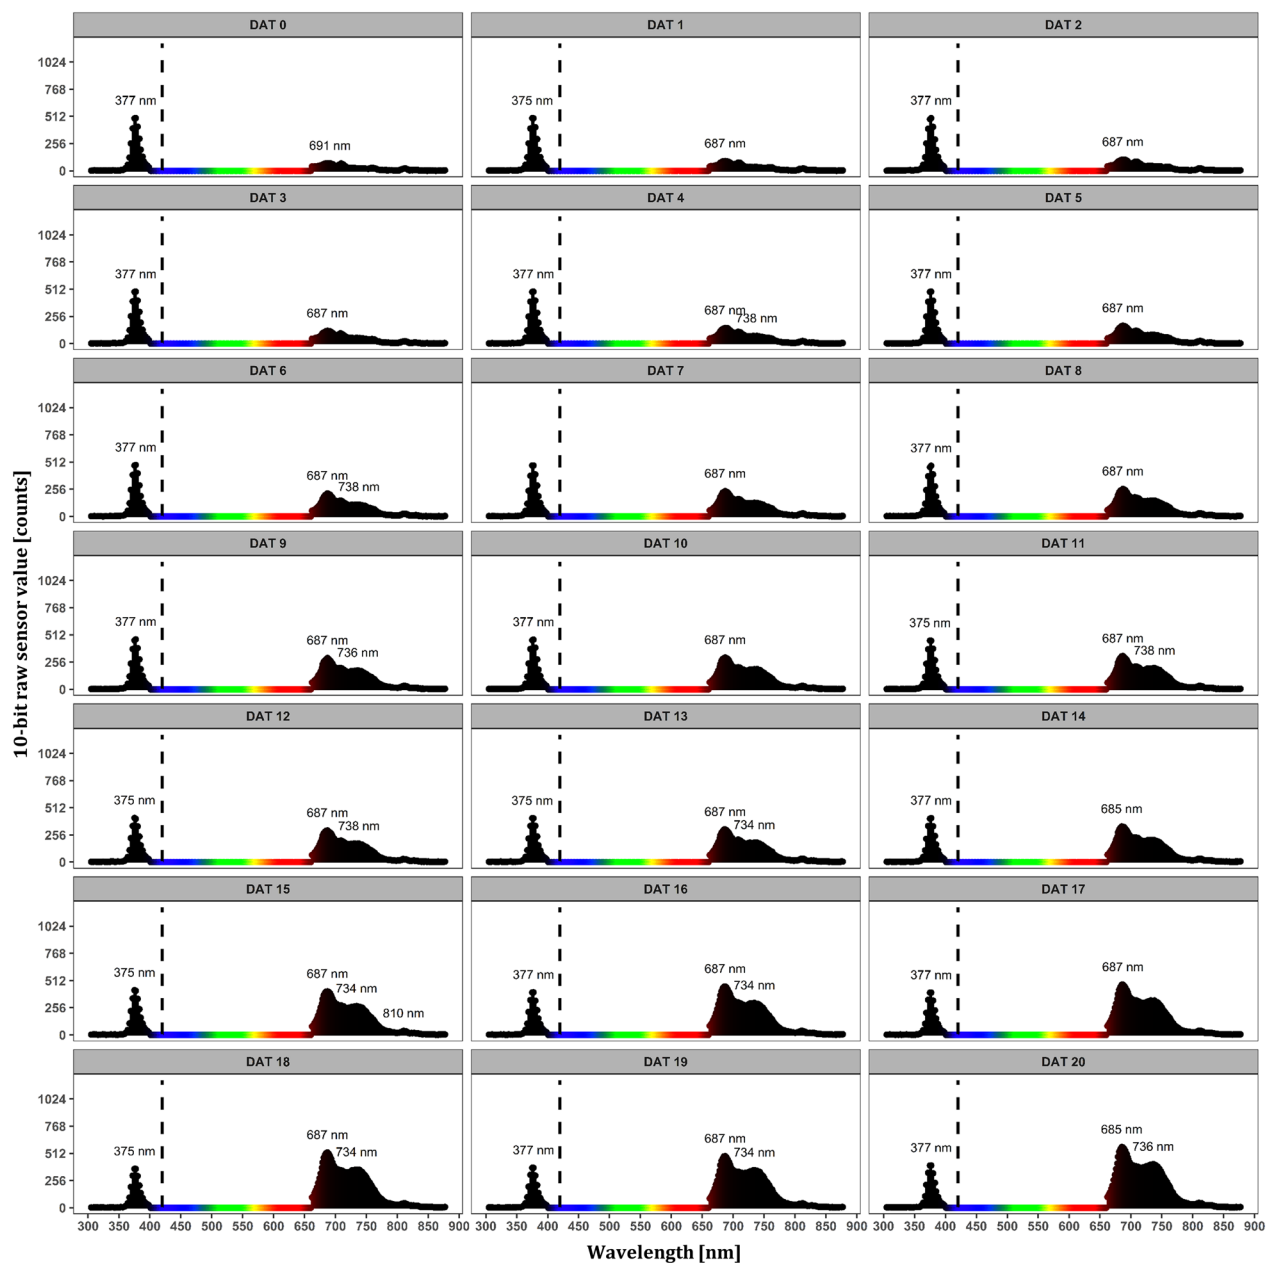 DAT 0 DAT 1 DAT 2
1024
768
512
256
0
377 nm 691 nm
375 nm 687 nm
377 nm 687 nm
DAT 3 DAT 4 DAT 5
1024
768
512
256
0
377 nm 687 nm
377 nm 687 nm 738 nm
377 nm 687 nm
DAT 6 DAT 7 DAT 8
1024
768
512
256
0
377 nm 687 nm 738 nm
377 nm 687 nm
377 nm 687 nm
DAT 9 DAT 10 DAT 11
1024
768
512
256
0
377 nm 687 nm 736 nm
377 nm 687 nm
375 nm 687 nm 738 nm
DAT 12 DAT 13 DAT 14
1024
768
512
256
0
375 nm 687 nm 738 nm
375 nm 687 nm 734 nm
377 nm 685 nm
DAT 15 DAT 16 DAT 17
1024
768
512
256
0
375 nm 687 nm 734 nm 810 nm
377 nm 687 nm 734 nm
377 nm 687 nm
DAT 18 DAT 19 DAT 20
1024
768
512
256
0
375 nm 687 nm 734 nm
377 nm 687 nm 734 nm
377 nm 685 nm 736 nm
300 350 400 450 500 550 600 650 700 750 800 850 900
300 350 400 450 500 550 600 650 700 750 800 850 900
300 350 400 450 500 550 600 650 700 750 800 850 900
10-bit raw sensor value [counts]
Wavelength [nm]